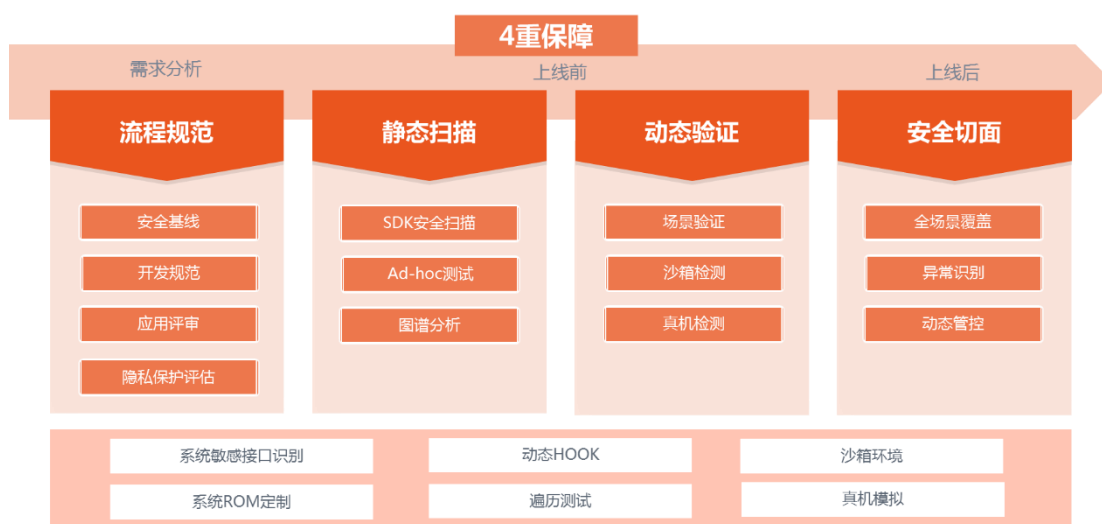 4重保障
需求分析
上线前
上线后
流程规范
静态扫描
动态验证
安全切面
安全基线
开发规范
应用评审
隐私保护评估
SDK安全扫描
Ad-hoc测试
图谱分析
场景验证
沙箱检测
真机检测
全场景覆盖
异常识别
动态管控
系统敏感接口识别
动态HOOK
沙箱环境
系统ROM定制
遍历测试
真机模拟